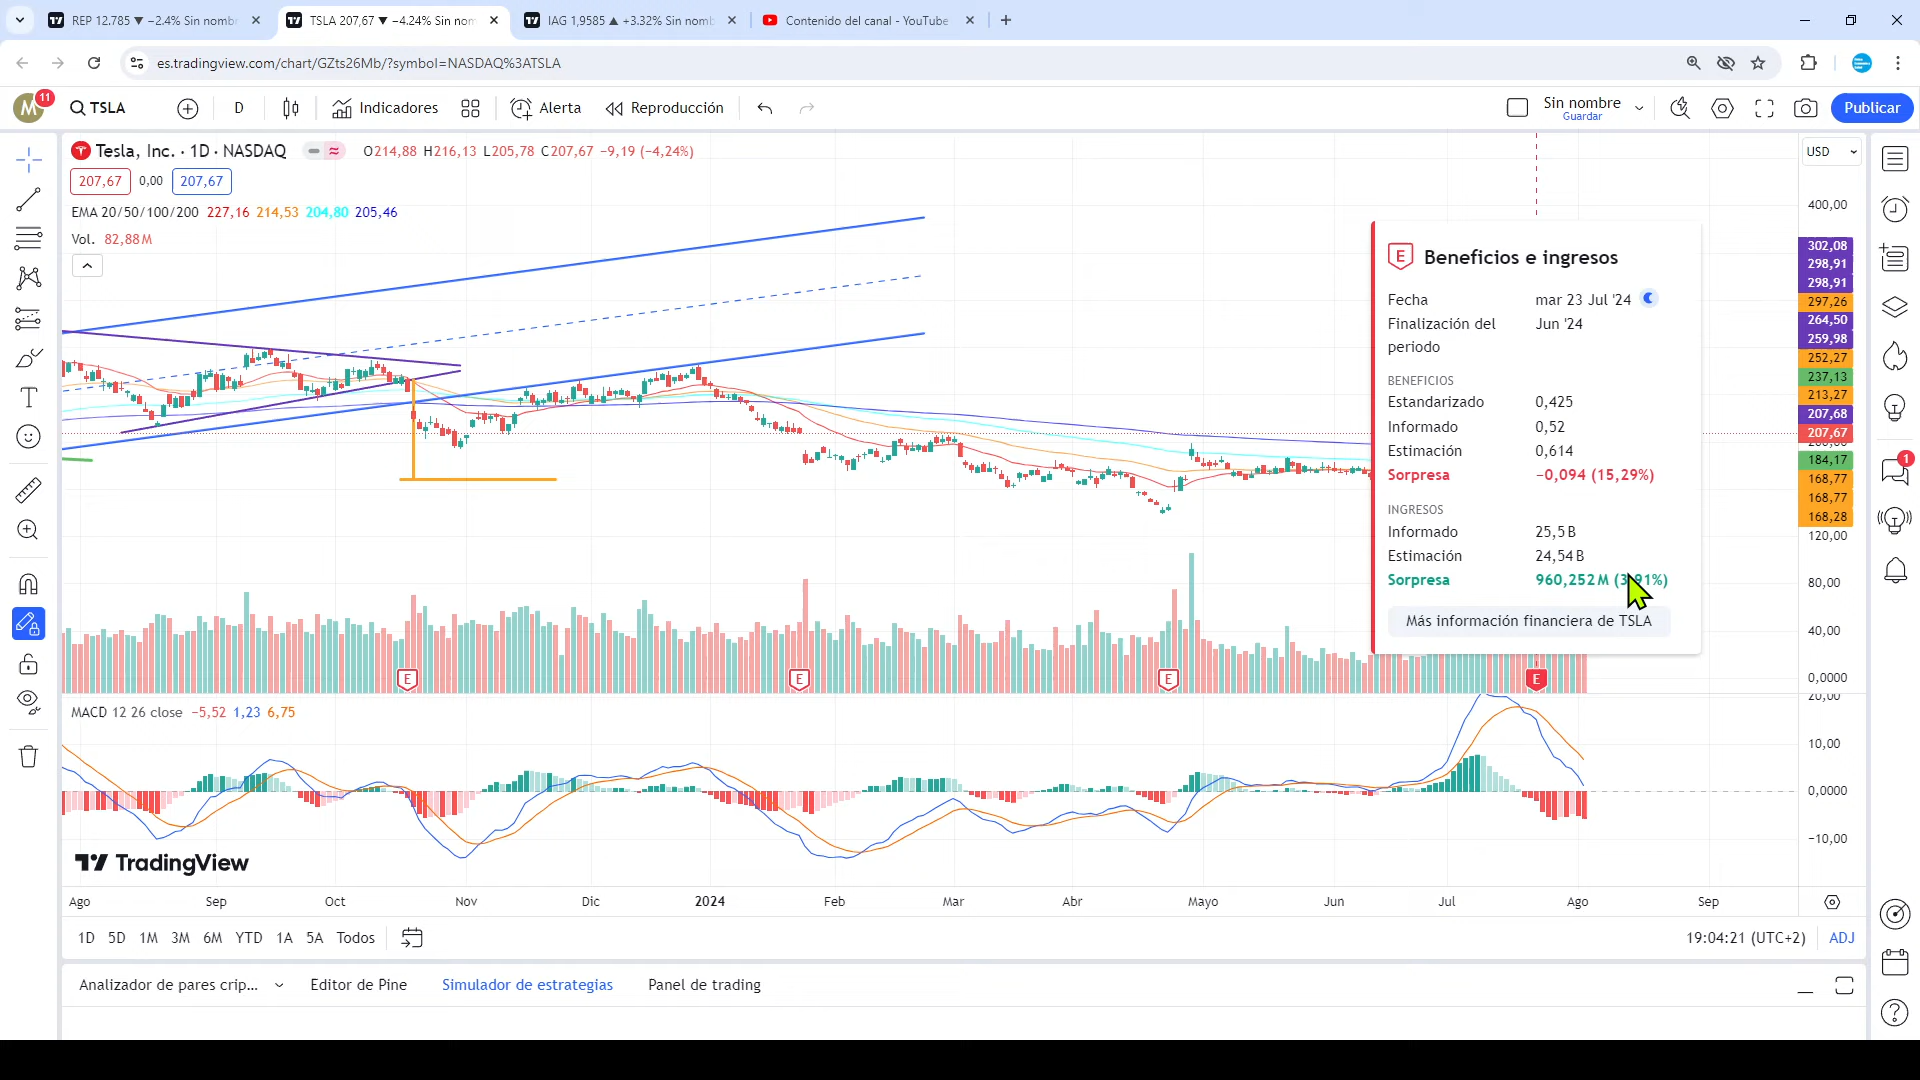 REP 12.785 ▼ −2.4% Sin nomb
TSLA 207,67 ▼ −4.24% Sin nom
IAG 1,9585 ▲ +3.32% Sin nomb
Contenido del canal - YouTube
es.tradingview.com/chart/GZts26Mb/?symbol=NASDAQ%3ATSLA
M 11
TSLA
D
Indicadores
Alerta
Reproducción
Sin nombre
Guardar
Publicar
Tesla, Inc. · 1D · NASDAQ
O214,88 H216,13 L205,78 C207,67 −9,19 (−4,24%)
USD
207,67 0,00 207,67
EMA 20/50/100/200 227,16 214,53 204,80 205,46
Vol. 82,88M
400,00
302,08
298,91
298,91
297,26
264,50
259,98
252,27
237,13
213,27
207,68
207,67
184,17
168,77
168,77
168,28
120,00
80,00
40,00
0,0000
E Beneficios e ingresos
Fecha mar 23 Jul '24
Finalización del periodo Jun '24
BENEFICIOS
Estandarizado 0,425
Informado 0,52
Estimación 0,614
Sorpresa −0,094 (15,29%)
INGRESOS
Informado 25,5B
Estimación 24,54B
Sorpresa 960,252M (3,91%)
Más información financiera de TSLA
E E E E
MACD 12 26 close −5,52 1,23 6,75
20,00
10,00
0,0000
−10,00
TradingView
Ago Sep Oct Nov Dic 2024 Feb Mar Abr Mayo Jun Jul Ago Sep
1D 5D 1M 3M 6M YTD 1A 5A Todos
19:04:21 (UTC+2) ADJ
Analizador de pares crip... Editor de Pine Simulador de estrategias Panel de trading
1